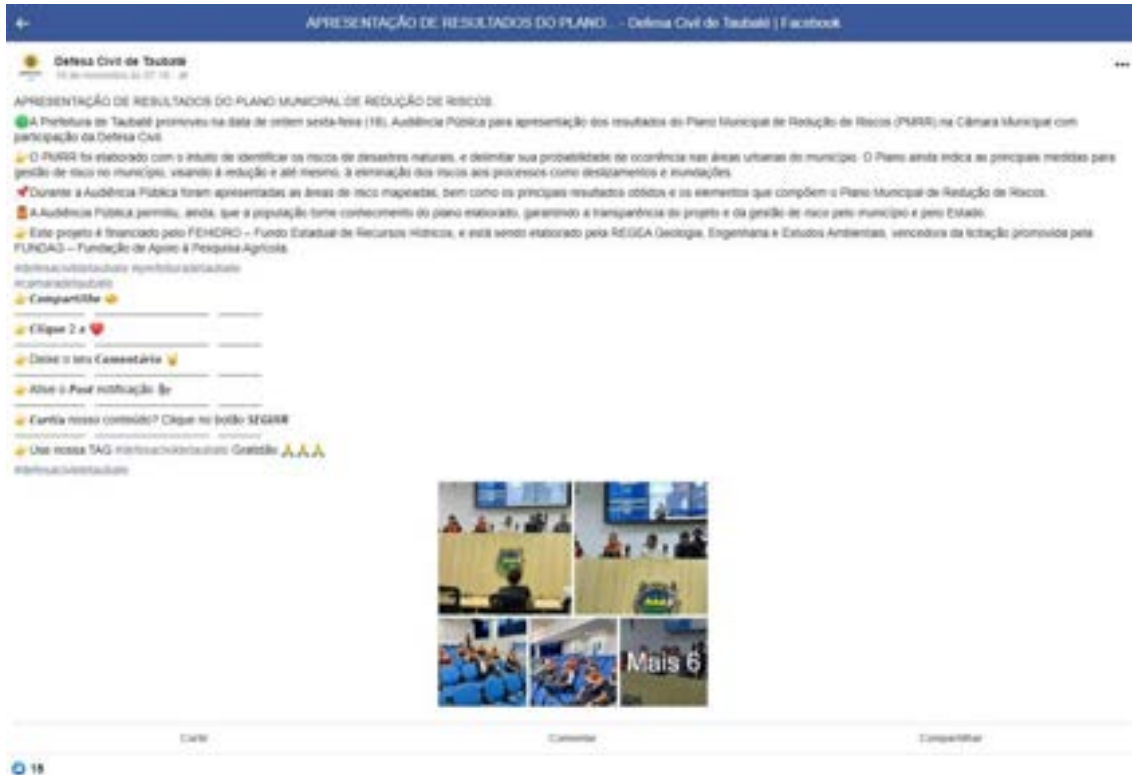 APRESENTAÇÃO DE RESULTADOS DO PLANO... - Defesa Civil de Taubaté | Facebook
Defesa Civil de Taubaté
APRESENTAÇÃO DE RESULTADOS DO PLANO MUNICIPAL DE REDUÇÃO DE RISCOS.
A Prefeitura de Taubaté promoveu na data de ontem sexta-feira (18), Audiência Pública para apresentação dos resultados do Plano Municipal de Redução de Riscos (PMRR) na Câmara Municipal com
participação da Defesa Civil.
👉O PMRR foi elaborado com o intuito de identificar os riscos de desastres naturais, e delimitar sua probabilidade de ocorrência nas áreas urbanas do município. O Plano ainda indica as principais medidas para
gestão de risco no município, visando à redução e até mesmo, à eliminação dos riscos aos processos como deslizamentos e inundações.
📌Durante a Audiência Pública foram apresentadas as áreas de risco mapeadas, bem como os principais resultados obtidos e os elementos que compõem o Plano Municipal de Redução de Riscos.
A Audiência Pública permitiu, ainda, que a população tome conhecimento do plano elaborado, garantindo a transparência do projeto e da gestão de risco pelo município e pelo Estado.
👉Este projeto é financiado pelo FEHIDRO – Fundo Estadual de Recursos Hídricos, e está sendo elaborado pela REGEA Geologia, Engenharia e Estudos Ambientais, vencedora da licitação promovida pela
FUNDAG – Fundação de Apoio à Pesquisa Agrícola.
#defesacivildetaubate #prefeituradetaubate
#camaradetaubate
👉Compartilhe
👉Clique 2 x ❤️
👉Deixe o seu Comentário
👉Ative o Post notificação
👉Curtiu nosso conteúdo? Clique no botão SEGUIR
👉Use nossa TAG #defesacivildetaubate Gratidão 🙏🙏🙏
#defesacivildetaubate
Mais 6
Curtir Comentar Compartilhar
18